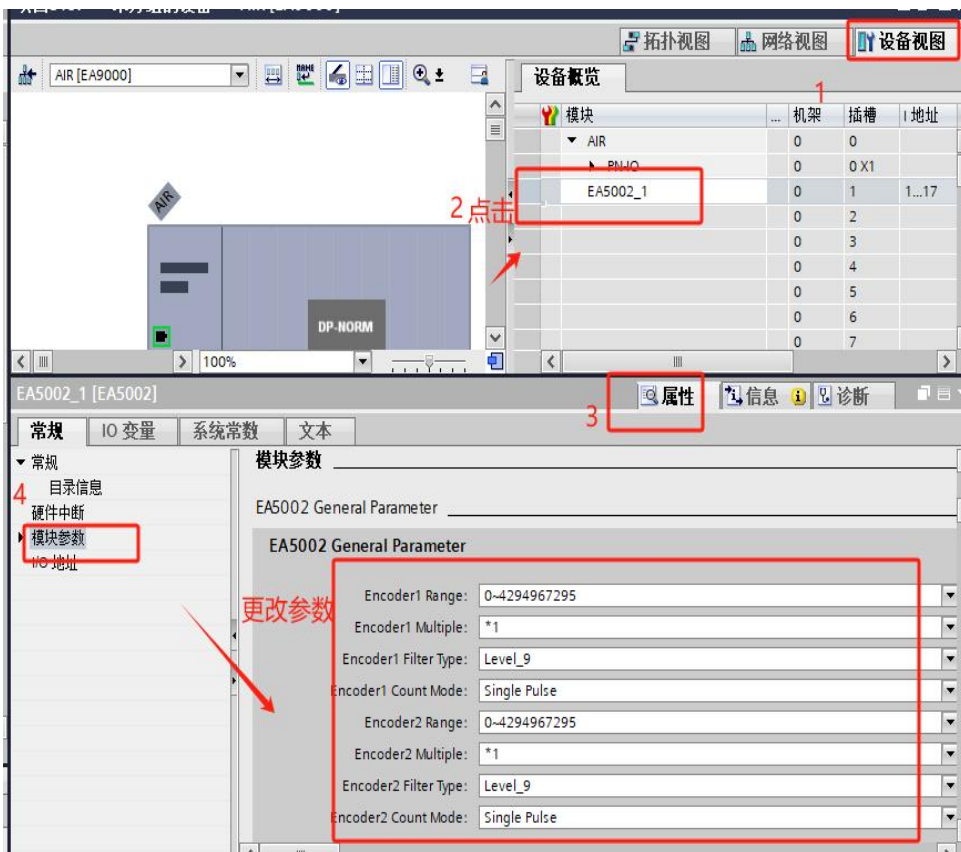 拓扑视图 网络视图 设备视图
AIR [EA9000]
设备概览
1
模块 ... 机架 插槽 I 地址
AIR 0 0
PN-IO 0 0 X1
EA5002_1 0 1 1...17
2点击
0 2
0 3
0 4
0 5
0 6
0 7
AIR
DP-NORM
100%
EA5002_1 [EA5002]
3
属性 信息 诊断
常规 IO 变量 系统常数 文本
常规
目录信息
4
硬件中断
模块参数
I/O 地址
模块参数
EA5002 General Parameter
EA5002 General Parameter
更改参数
Encoder1 Range: 0~4294967295
Encoder1 Multiple: *1
Encoder1 Filter Type: Level_9
Encoder1 Count Mode: Single Pulse
Encoder2 Range: 0~4294967295
Encoder2 Multiple: *1
Encoder2 Filter Type: Level_9
Encoder2 Count Mode: Single Pulse